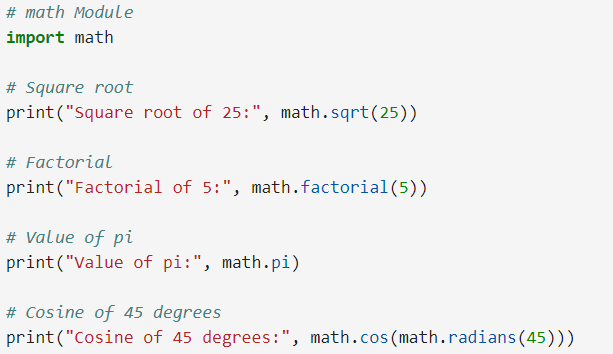 # math Module
import math
# Square root
print("Square root of 25:", math.sqrt(25))
# Factorial
print("Factorial of 5:", math.factorial(5))
# Value of pi
print("Value of pi:", math.pi)
# Cosine of 45 degrees
print("Cosine of 45 degrees:", math.cos(math.radians(45)))